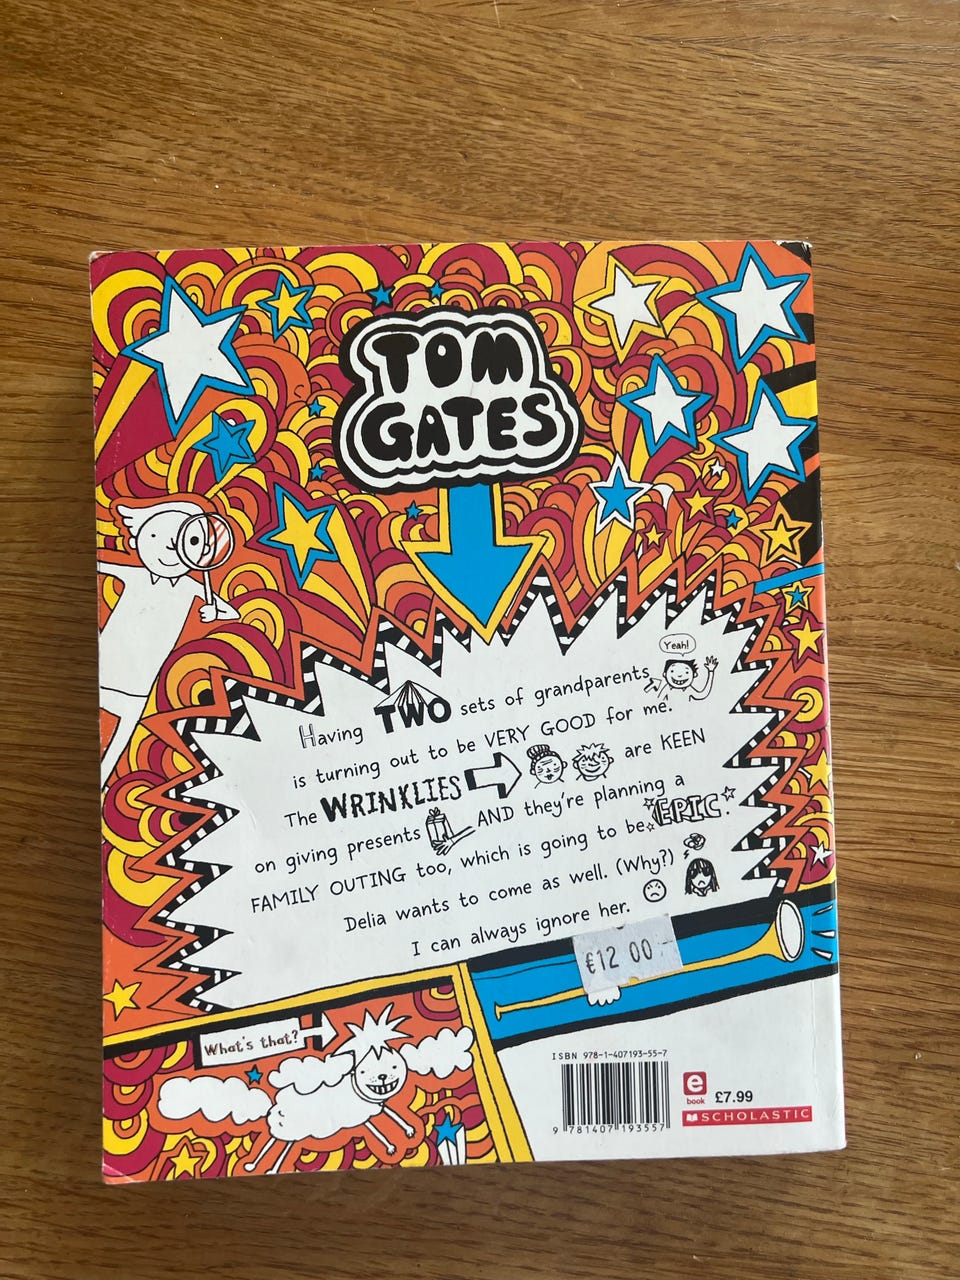 TOM
GATES
Yeah!
Having TWO sets of grandparents
is turning out to be VERY GOOD for me.
The WRINKLIES are KEEN
on giving presents AND they're planning a
FAMILY OUTING too, which is going to be EPIC.
Delia wants to come as well. (Why?)
I can always ignore her.
€12 00
What's that?
ISBN 978-1-407193-55-7
9 781407 193557
e
book
£7.99
SCHOLASTIC